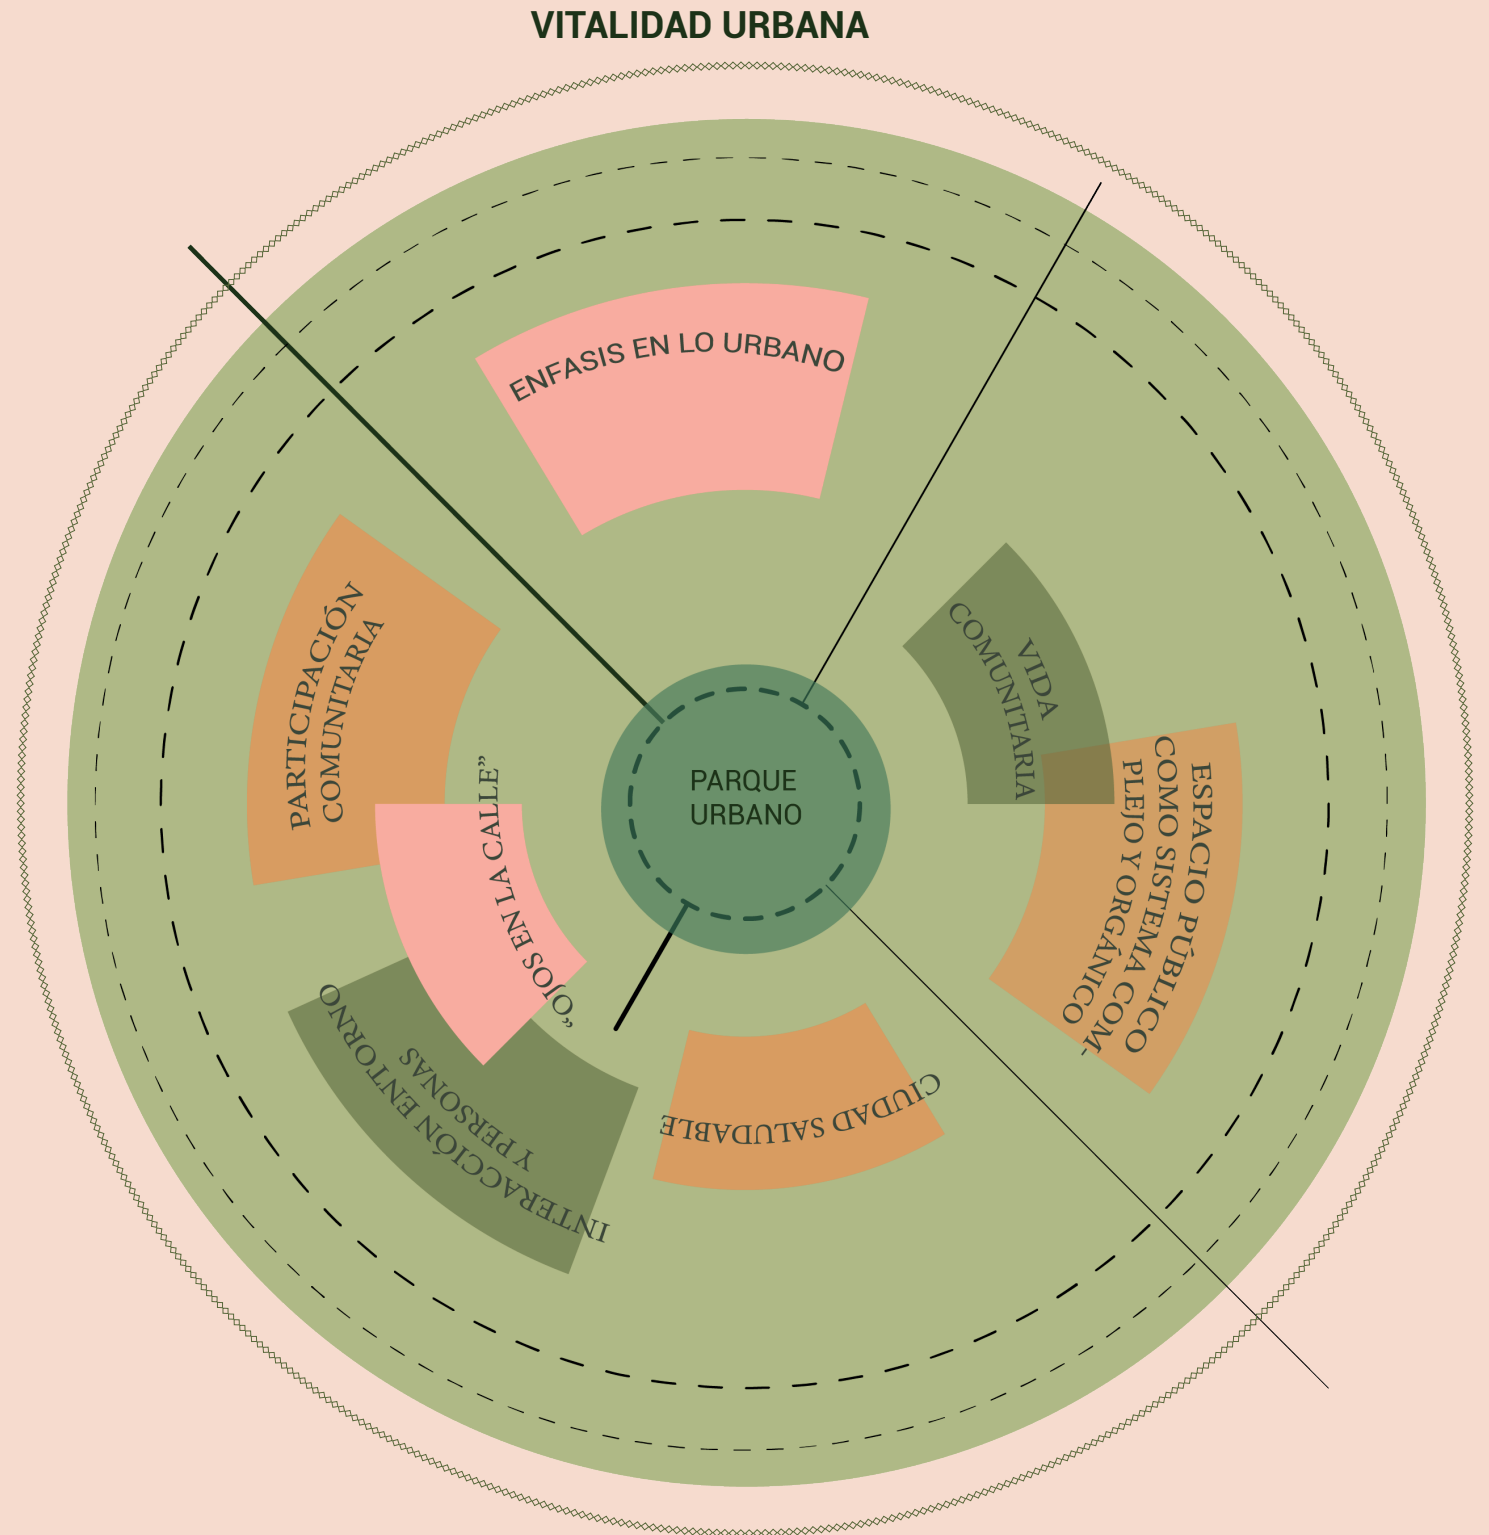 VITALIDAD URBANA
ENFASIS EN LO URBANO
VIDA
COMUNITARIA
ESPACIO PÚBLICO
COMO SISTEMA COM-
PLEJO Y ORGÁNICO
CIUDAD SALUDABLE
INTERACCIÓN ENTORNO
Y PERSONAS
„OJOS EN LA CALLE”
PARTICIPACIÓN
COMUNITARIA
PARQUE
URBANO